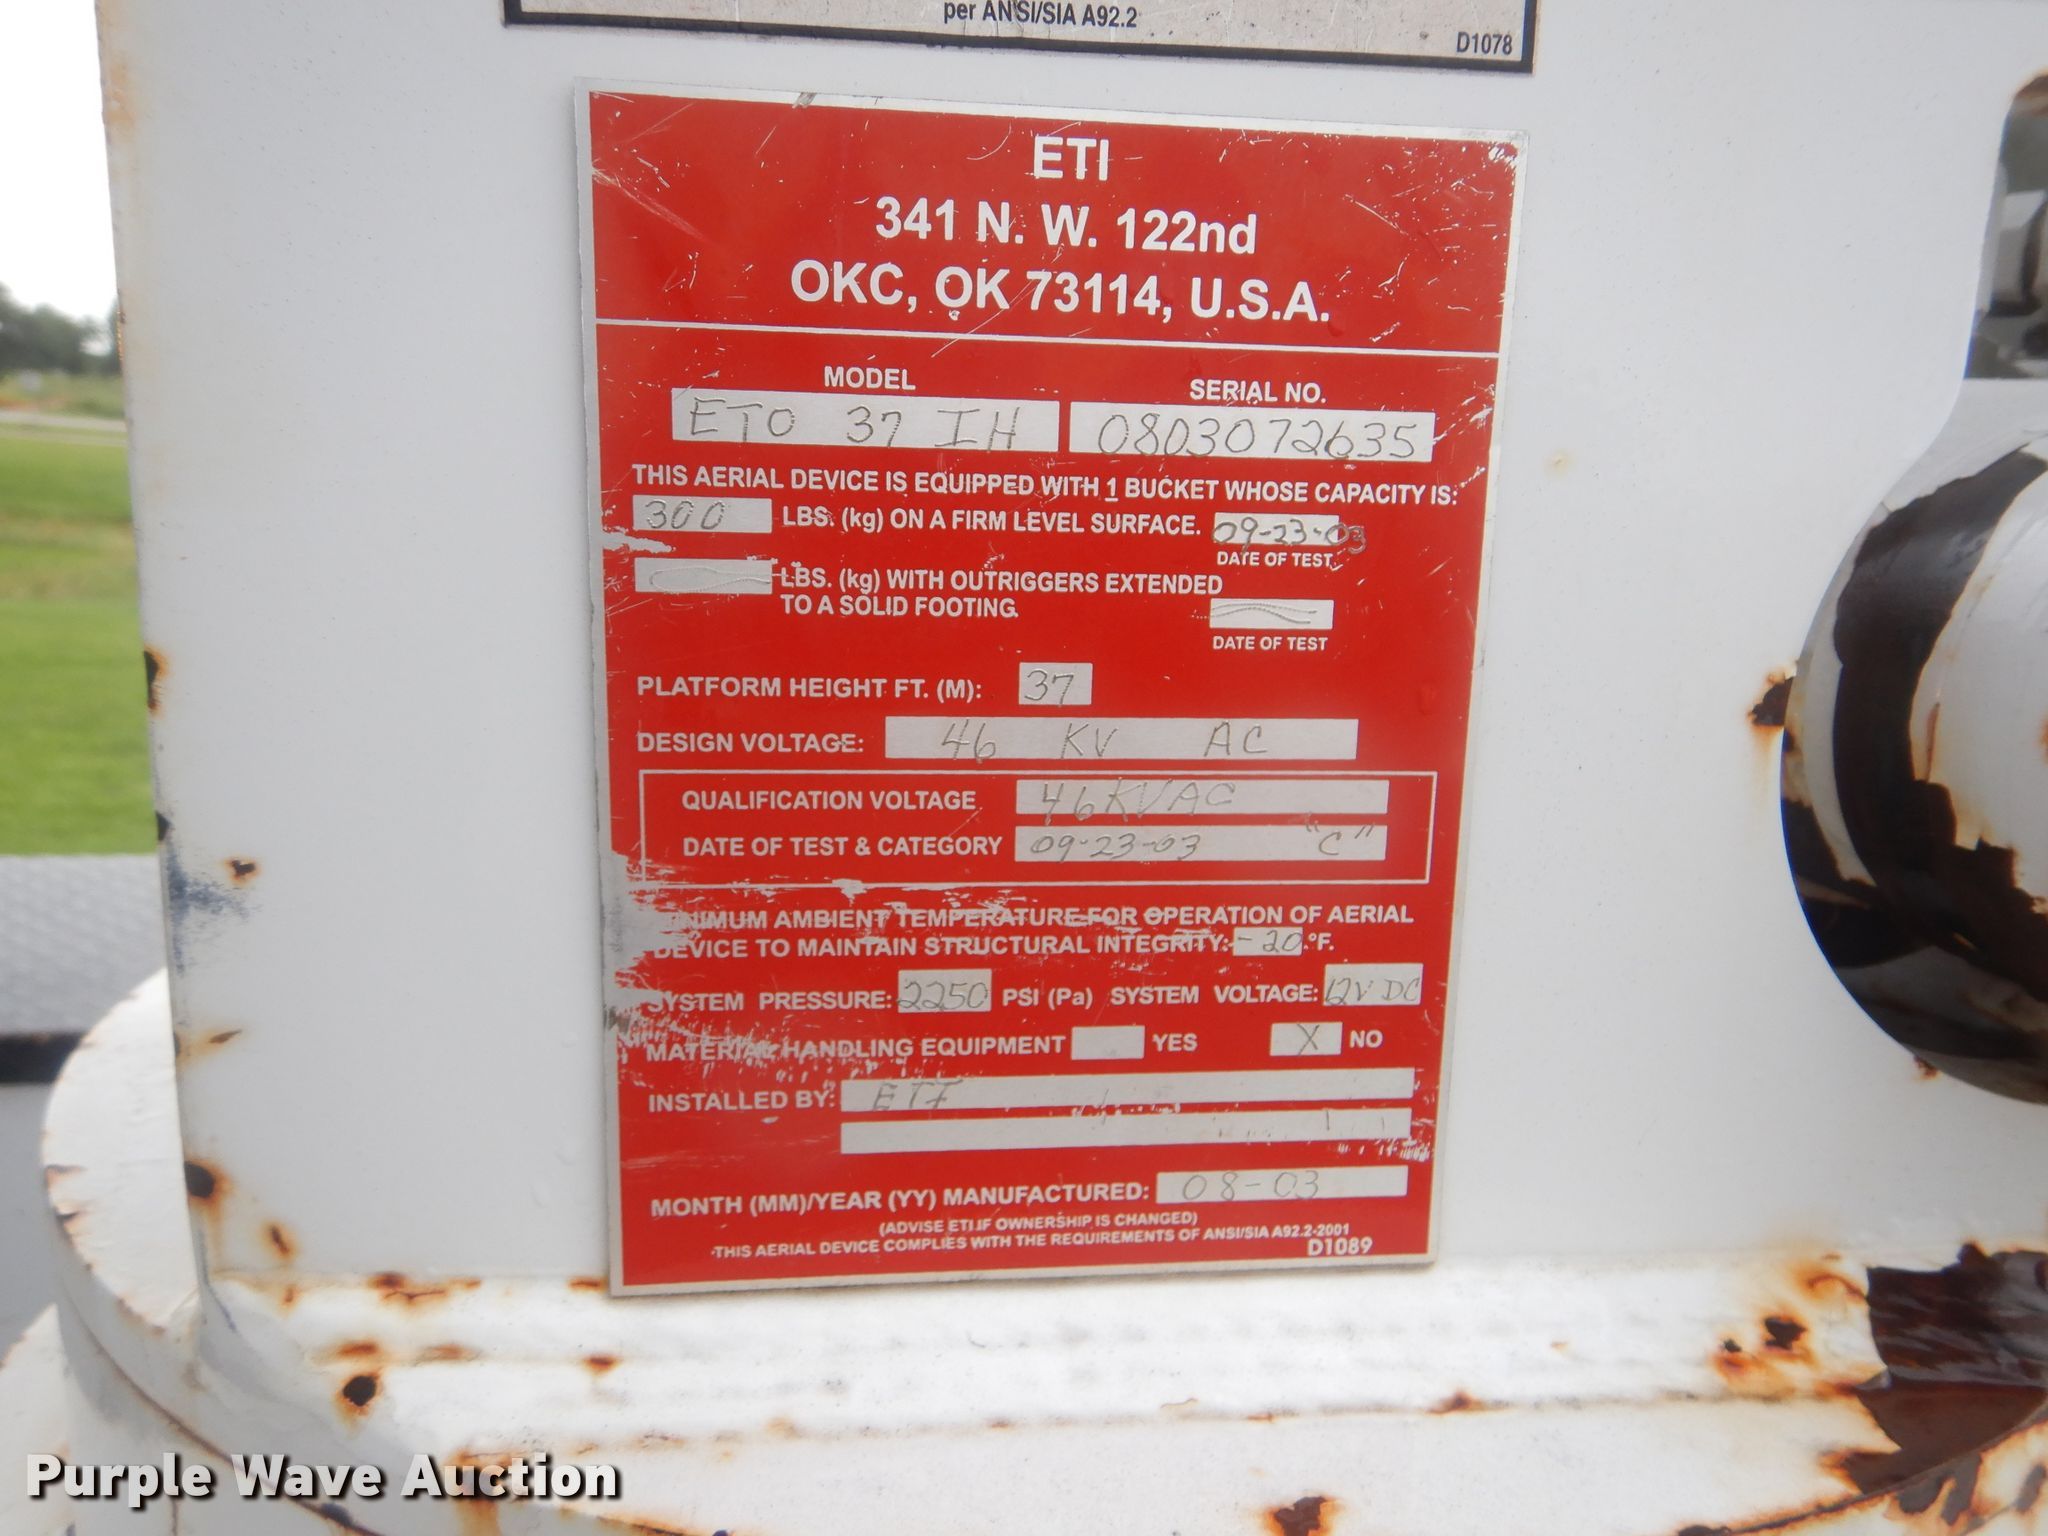 per ANSI/SIA A92.2
D1078
ETI
341 N. W. 122nd
OKC, OK 73114, U.S.A.
MODEL SERIAL NO.
ETO 37 IH 0803072635
THIS AERIAL DEVICE IS EQUIPPED WITH 1 BUCKET WHOSE CAPACITY IS:
300 LBS. (kg) ON A FIRM LEVEL SURFACE. 09-23-03
DATE OF TEST
LBS. (kg) WITH OUTRIGGERS EXTENDED
TO A SOLID FOOTING.
DATE OF TEST
PLATFORM HEIGHT FT. (M): 37
DESIGN VOLTAGE: 46 KV AC
QUALIFICATION VOLTAGE 46KVAC
DATE OF TEST & CATEGORY 09-23-03 "C"
MINIMUM AMBIENT TEMPERATURE FOR OPERATION OF AERIAL
DEVICE TO MAINTAIN STRUCTURAL INTEGRITY: -20 °F.
SYSTEM PRESSURE: 2250 PSI (Pa) SYSTEM VOLTAGE: 12V DC
MATERIAL HANDLING EQUIPMENT YES X NO
INSTALLED BY: ETI
MONTH (MM)/YEAR (YY) MANUFACTURED: 08-03
(ADVISE ETI IF OWNERSHIP IS CHANGED)
THIS AERIAL DEVICE COMPLIES WITH THE REQUIREMENTS OF ANSI/SIA A92.2-2001
D1089
Purple Wave Auction